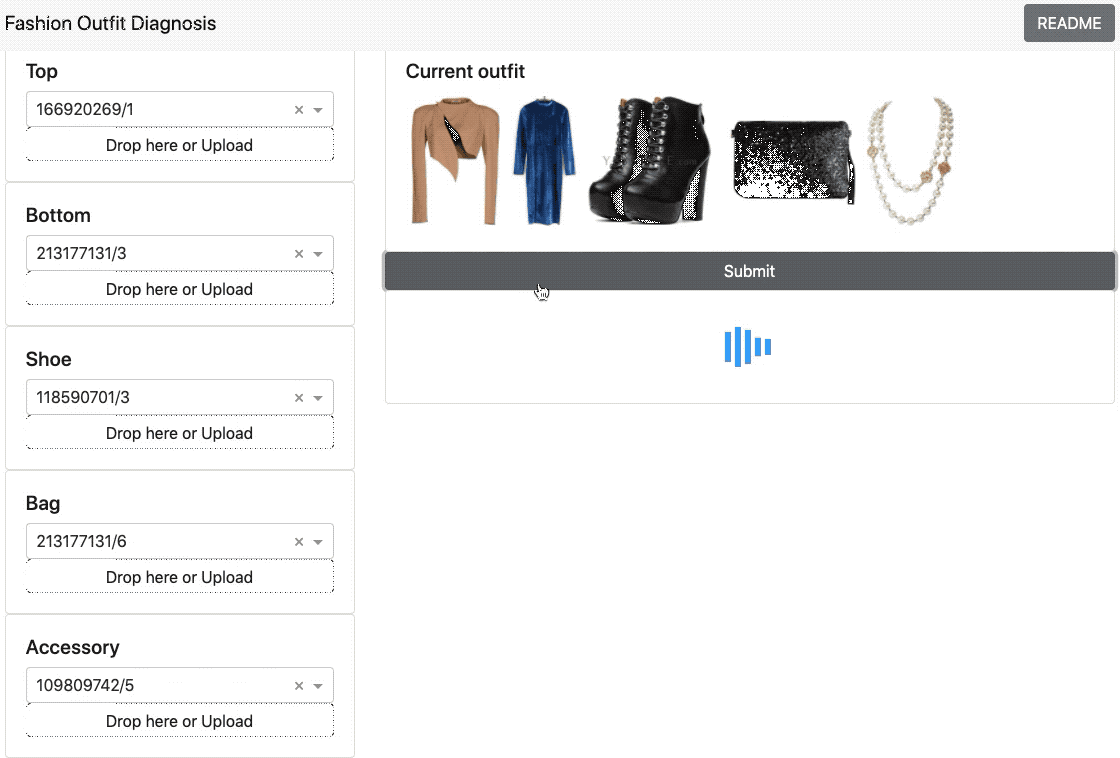 Fashion Outfit Diagnosis
README
Top
166920269/1
Drop here or Upload
Bottom
213177131/3
Drop here or Upload
Shoe
118590701/3
Drop here or Upload
Bag
213177131/6
Drop here or Upload
Accessory
109809742/5
Drop here or Upload
Current outfit
Submit